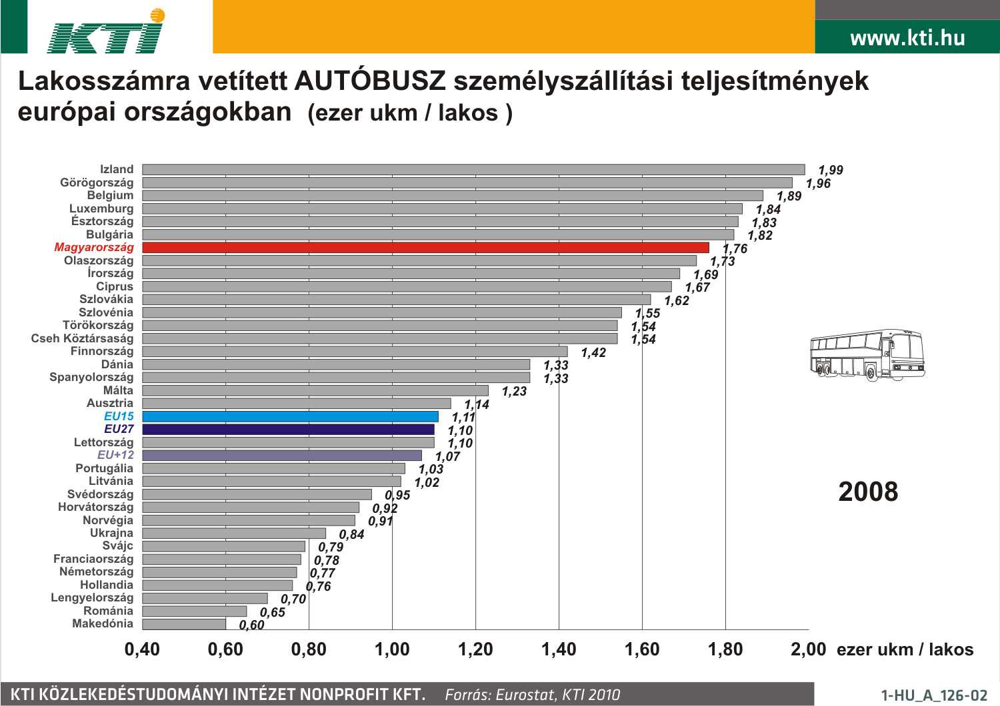 KTI
www.kti.hu
Lakosszámra vetített AUTÓBUSZ személyszállítási teljesítmények
európai országokban (ezer ukm / lakos )
Izland 1,99
Görögország 1,96
Belgium 1,89
Luxemburg 1,84
Észtország 1,83
Bulgária 1,82
Magyarország 1,76
Olaszország 1,73
Írország 1,69
Ciprus 1,67
Szlovákia 1,62
Szlovénia 1,55
Törökország 1,54
Cseh Köztársaság 1,54
Finnország 1,42
Dánia 1,33
Spanyolország 1,33
Málta 1,23
Ausztria 1,14
EU15 1,11
EU27 1,10
Lettország 1,10
EU+12 1,07
Portugália 1,03
Litvánia 1,02
Svédország 0,95
Horvátország 0,92
Norvégia 0,91
Ukrajna 0,84
Svájc 0,79
Franciaország 0,78
Németország 0,77
Hollandia 0,76
Lengyelország 0,70
Románia 0,65
Makedónia 0,60
2008
0,40 0,60 0,80 1,00 1,20 1,40 1,60 1,80 2,00 ezer ukm / lakos
KTI KÖZLEKEDÉSTUDOMÁNYI INTÉZET NONPROFIT KFT. Forrás: Eurostat, KTI 2010
1-HU_A_126-02